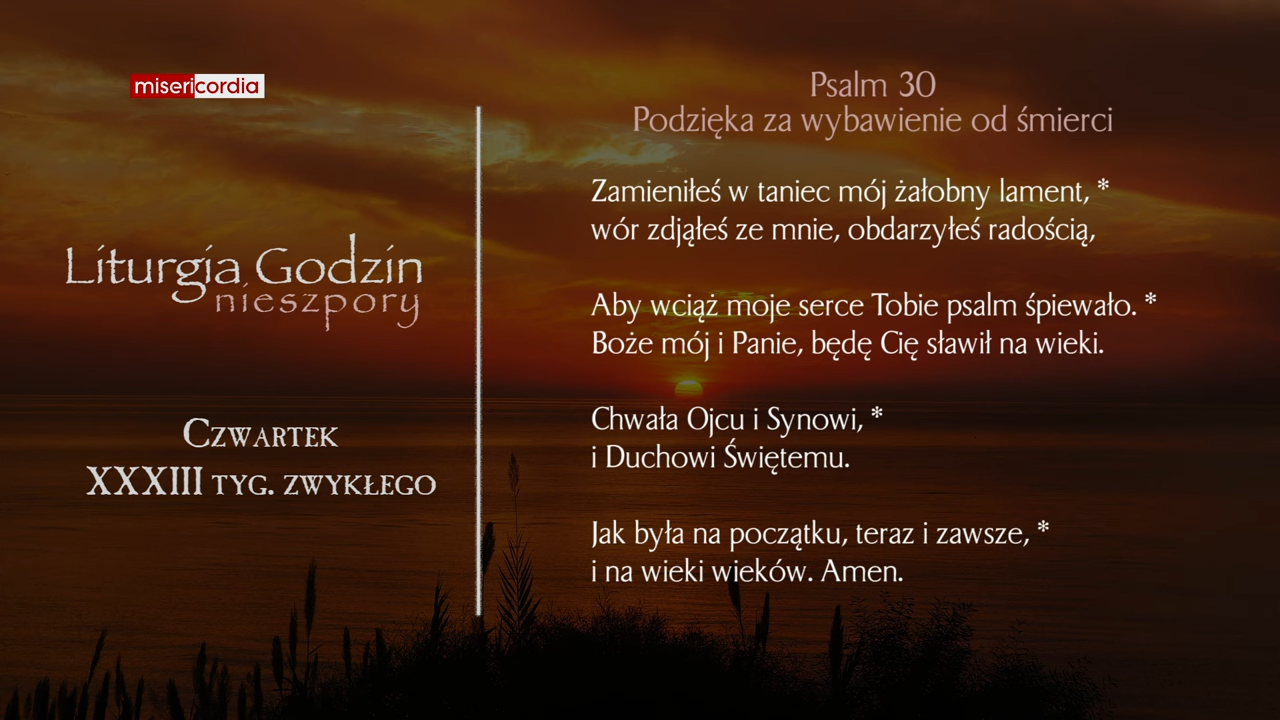 misericordia
Liturgia Godzin
nieszpory
Czwartek
XXXIII tyg. zwykłego
Psalm 30
Podzięka za wybawienie od śmierci
Zamieniłeś w taniec mój żałobny lament, *
wór zdjąłeś ze mnie, obdarzyłeś radością,
Aby wciąż moje serce Tobie psalm śpiewało. *
Boże mój i Panie, będę Cię sławił na wieki.
Chwała Ojcu i Synowi, *
i Duchowi Świętemu.
Jak była na początku, teraz i zawsze, *
i na wieki wieków. Amen.